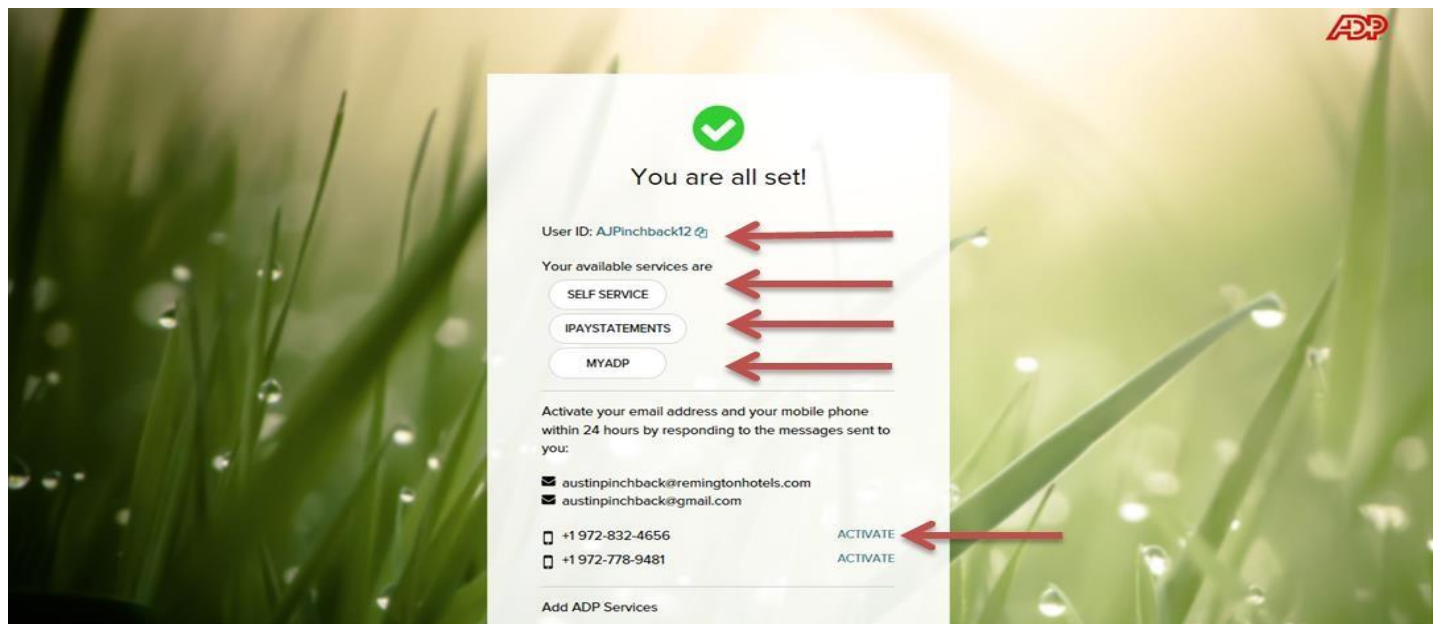 ADP
You are all set!
User ID: AJPinchback12
Your available services are
SELF SERVICE
IPAYSTATEMENTS
MYADP
Activate your email address and your mobile phone
within 24 hours by responding to the messages sent to
you:
austinpinchback@remingtonhotels.com
austinpinchback@gmail.com
+1 972-832-4656 ACTIVATE
+1 972-778-9481 ACTIVATE
Add ADP Services